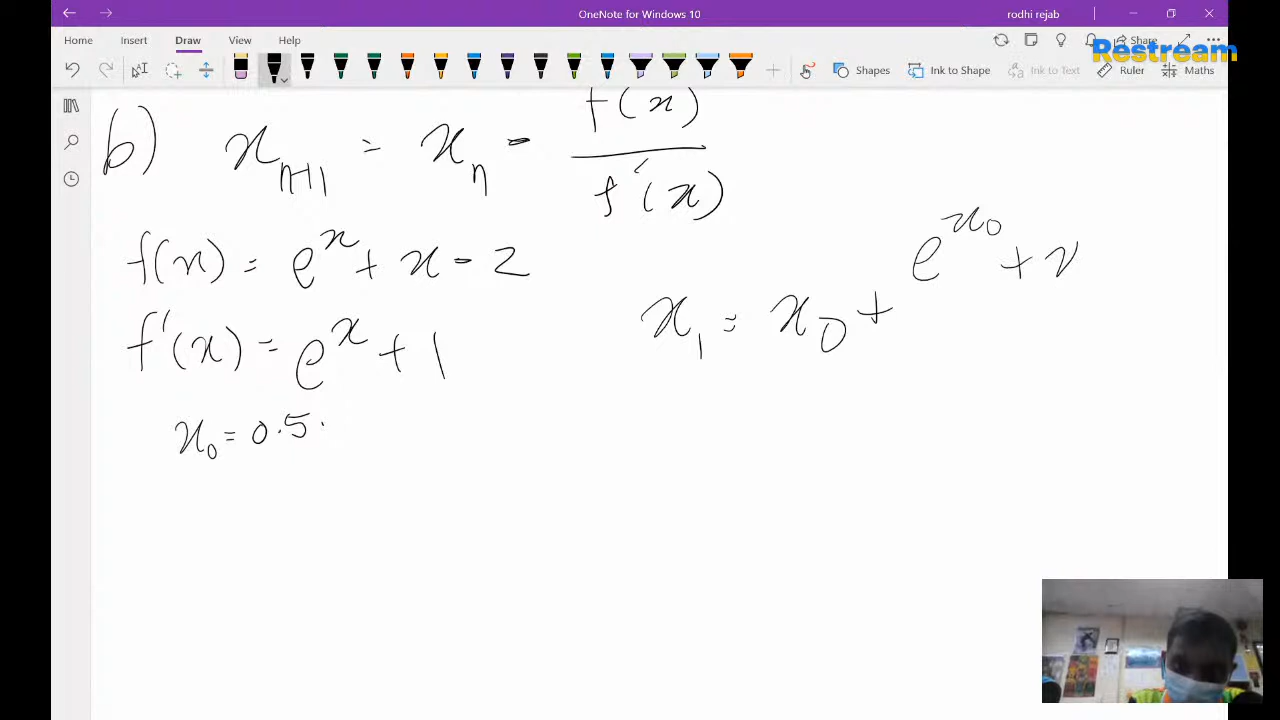 OneNote for Windows 10
rodhi rejab
Home Insert Draw View Help
Share
Restream
Shapes Ink to Shape Ink to Text Ruler Maths
b) x_{n+1} = x_n - f(x) / f'(x)
f(x) = e^x + x - 2
f'(x) = e^x + 1
x_0 = 0.5.
x_1 = x_0 + e^{x_0} +